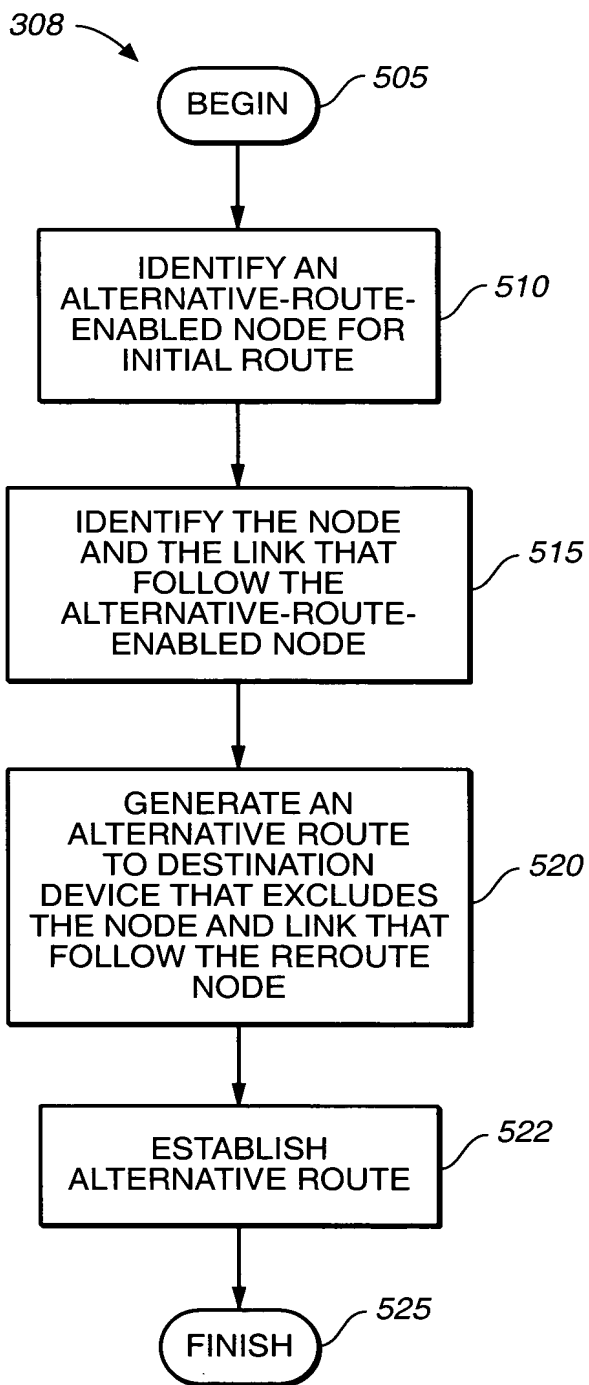 308
BEGIN
505
IDENTIFY AN
ALTERNATIVE-ROUTE-
ENABLED NODE FOR
INITIAL ROUTE
510
IDENTIFY THE NODE
AND THE LINK THAT
FOLLOW THE
ALTERNATIVE-ROUTE-
ENABLED NODE
515
GENERATE AN
ALTERNATIVE ROUTE
TO DESTINATION
DEVICE THAT EXCLUDES
THE NODE AND LINK THAT
FOLLOW THE REROUTE
NODE
520
ESTABLISH
ALTERNATIVE ROUTE
522
FINISH
525